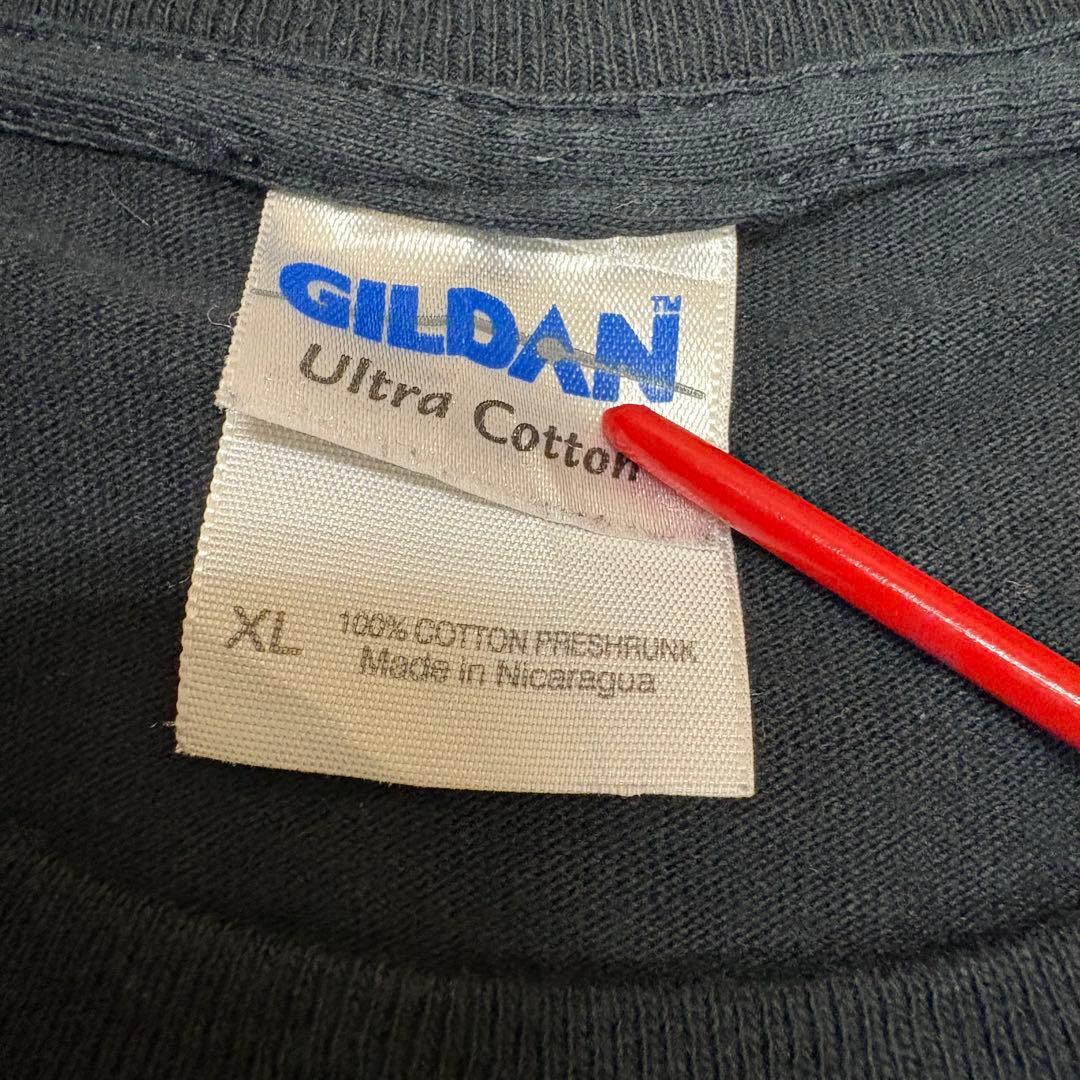 GILDAN™
Ultra Cotton
XL 100% COTTON PRESHRUNK
Made in Nicaragua